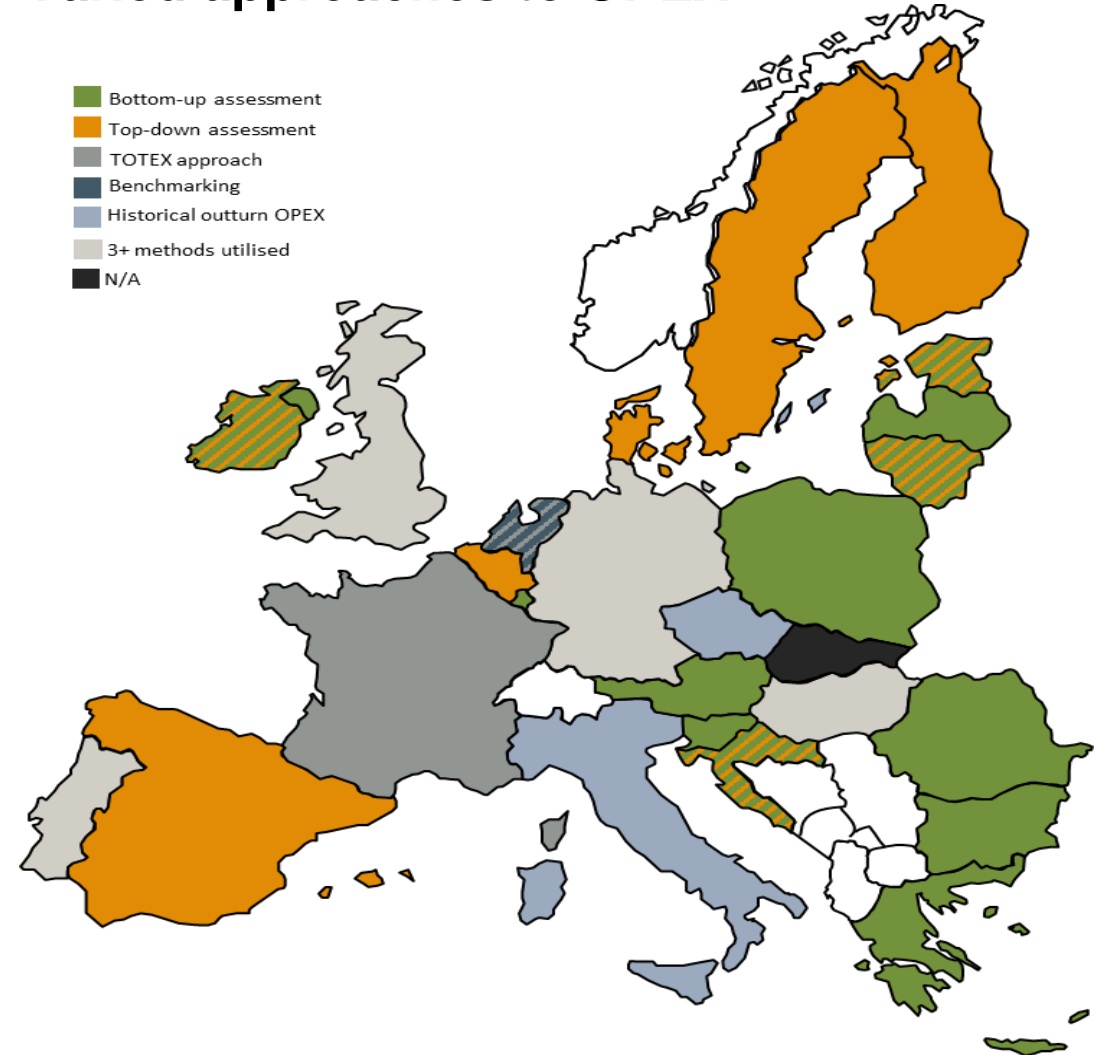 Bottom-up assessment
Top-down assessment
TOTEX approach
Benchmarking
Historical outturn OPEX
3+ methods utilised
N/A